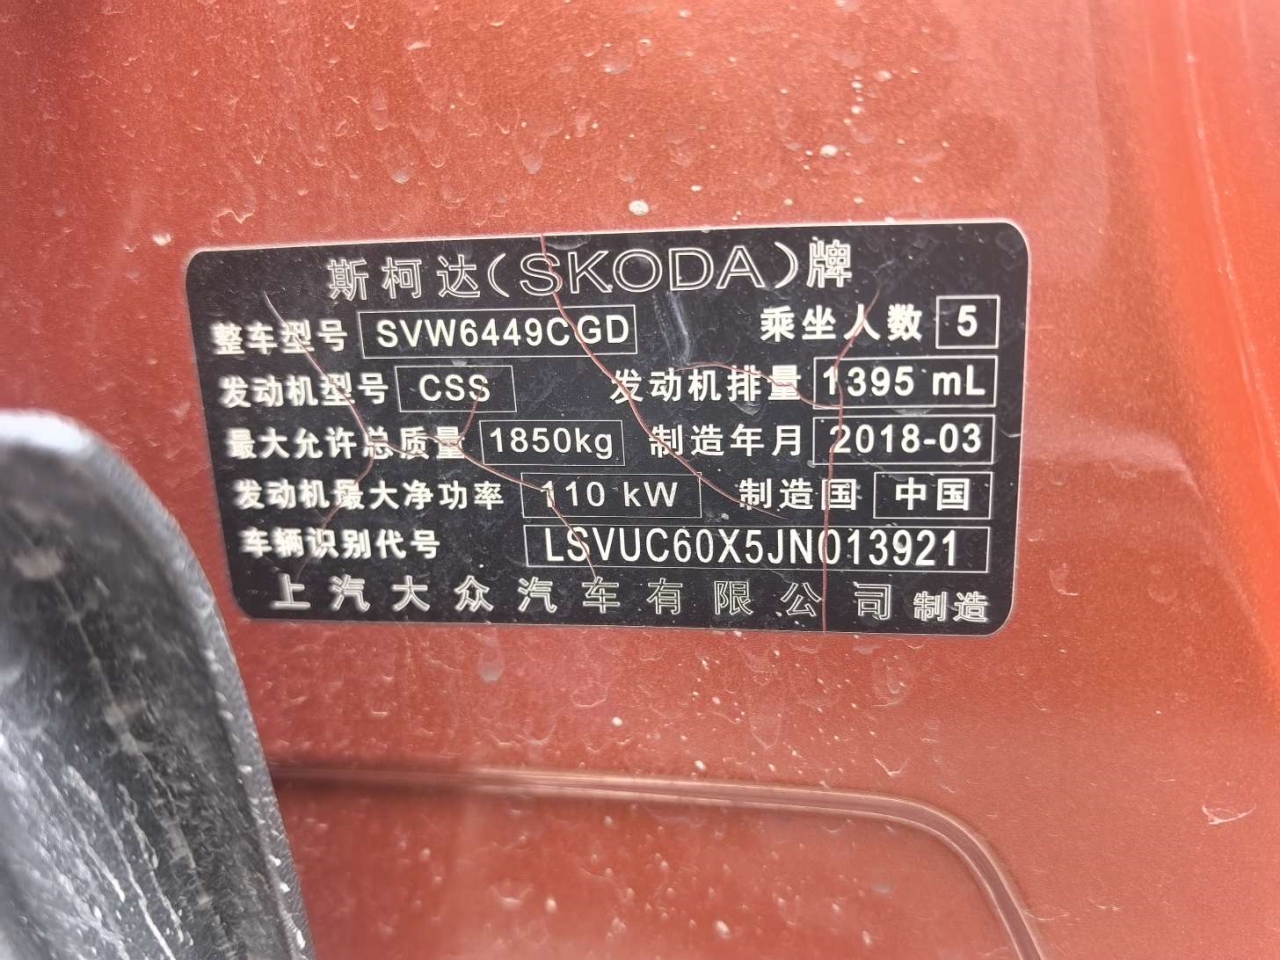 斯柯达(SKODA)牌
整车型号 SVW6449CGD 乘坐人数 5
发动机型号 CSS 发动机排量 1395 mL
最大允许总质量 1850kg 制造年月 2018-03
发动机最大净功率 110 kW 制造国 中国
车辆识别代号 LSVUC60X5JN013921
上汽大众汽车有限公司 制造